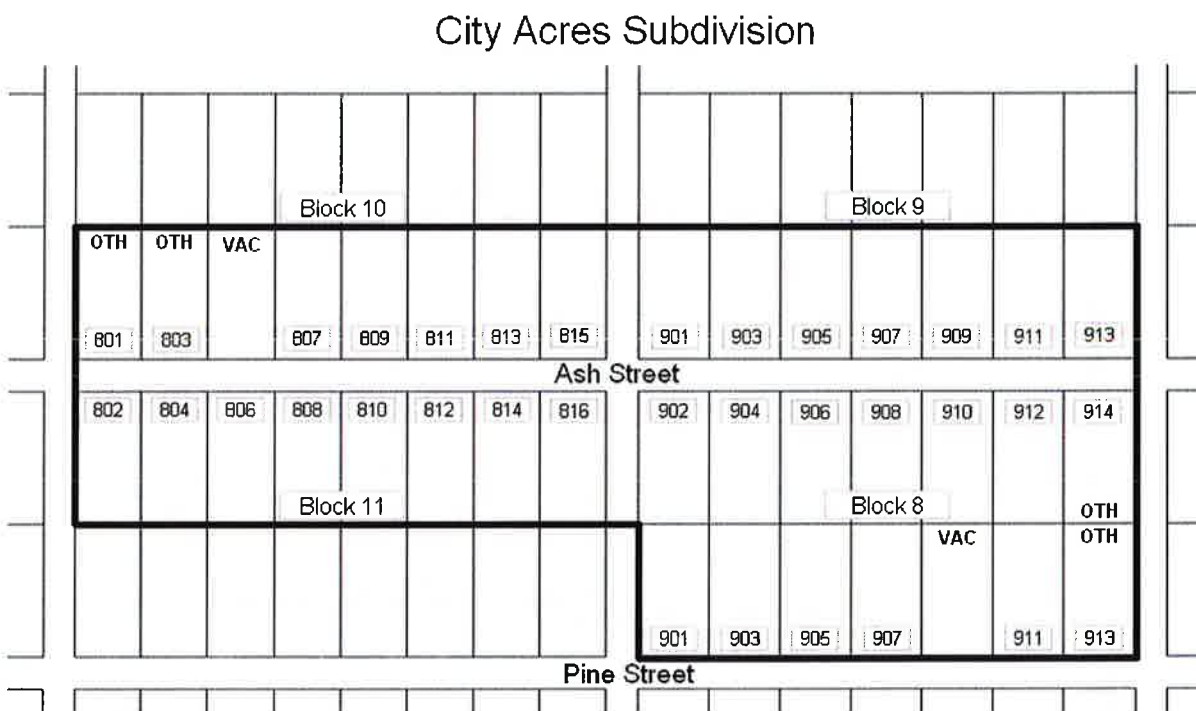 City Acres Subdivision
Block 10 Block 9
OTH OTH VAC
801 803 807 809 811 813 815 901 903 905 907 909 911 913
Ash Street
802 804 806 808 810 812 814 816 902 904 906 908 910 912 914
Block 11 Block 8
OTH
VAC OTH
901 903 905 907 911 913
Pine Street